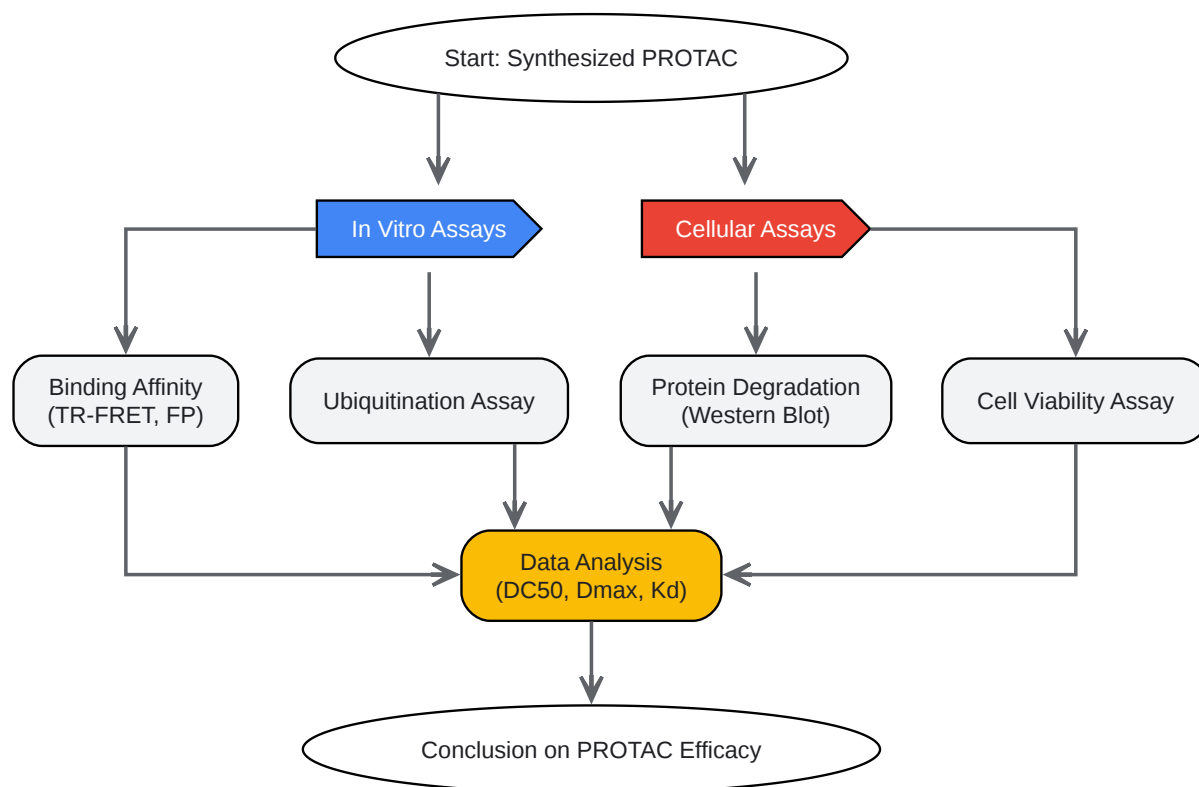 Start: Synthesized PROTAC
In Vitro Assays
Cellular Assays
Binding Affinity
(TR-FRET, FP)
Ubiquitination Assay
Protein Degradation
(Western Blot)
Cell Viability Assay
Data Analysis
(DC50, Dmax, Kd)
Conclusion on PROTAC Efficacy